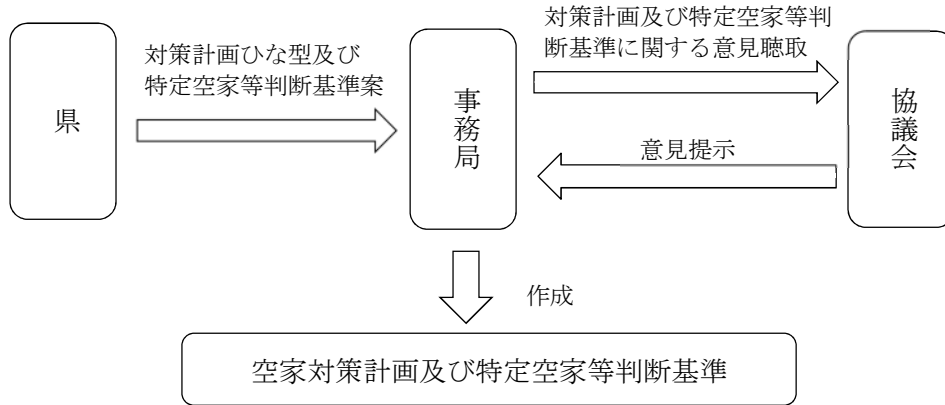 県
対策計画ひな型及び
特定空家等判断基準案
事務局
対策計画及び特定空家等判
断基準に関する意見聴取
意見提示
協議会
作成
空家対策計画及び特定空家等判断基準